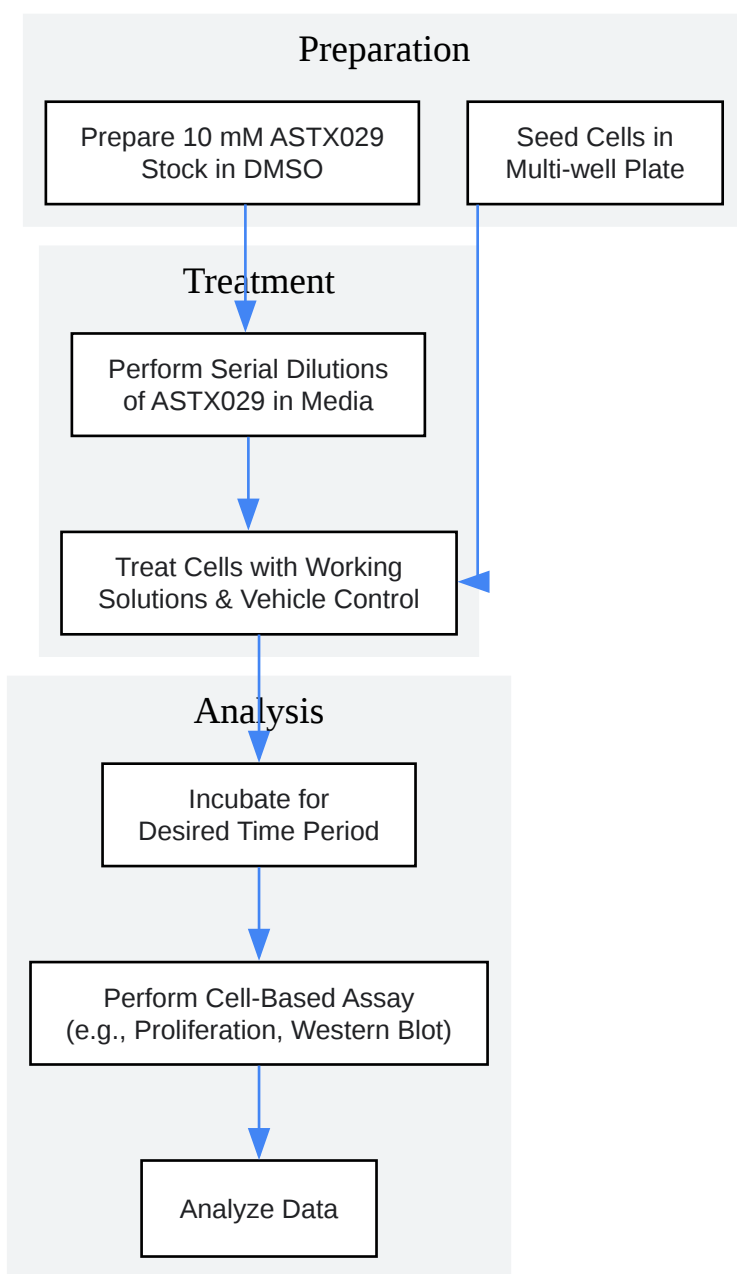 Preparation
Prepare 10 mM ASTX029
Stock in DMSO
Seed Cells in
Multi-well Plate
Treatment
Perform Serial Dilutions
of ASTX029 in Media
Treat Cells with Working
Solutions & Vehicle Control
Analysis
Incubate for
Desired Time Period
Perform Cell-Based Assay
(e.g., Proliferation, Western Blot)
Analyze Data